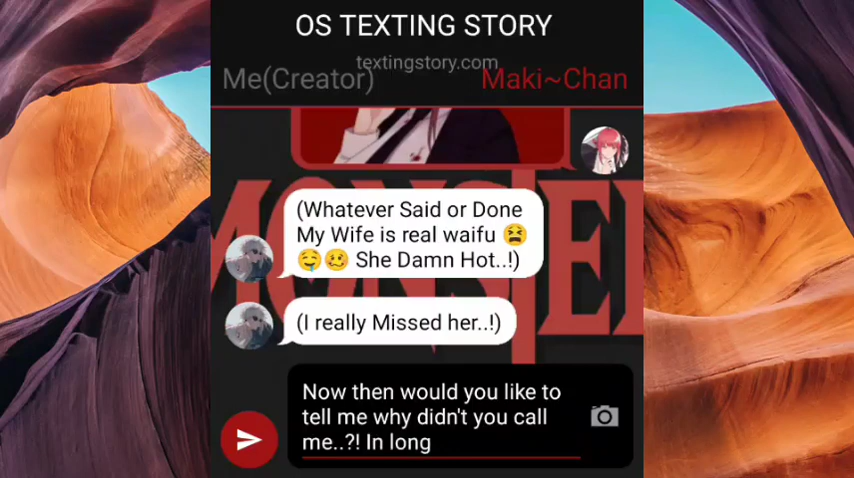 OS TEXTING STORY
textingstory.com
Me(Creator) Maki~Chan
MONSTER
(Whatever Said or Done
My Wife is real waifu 😫
🤤🥴 She Damn Hot..!)
(I really Missed her..!)
Now then would you like to
tell me why didn't you call
me..?! In long